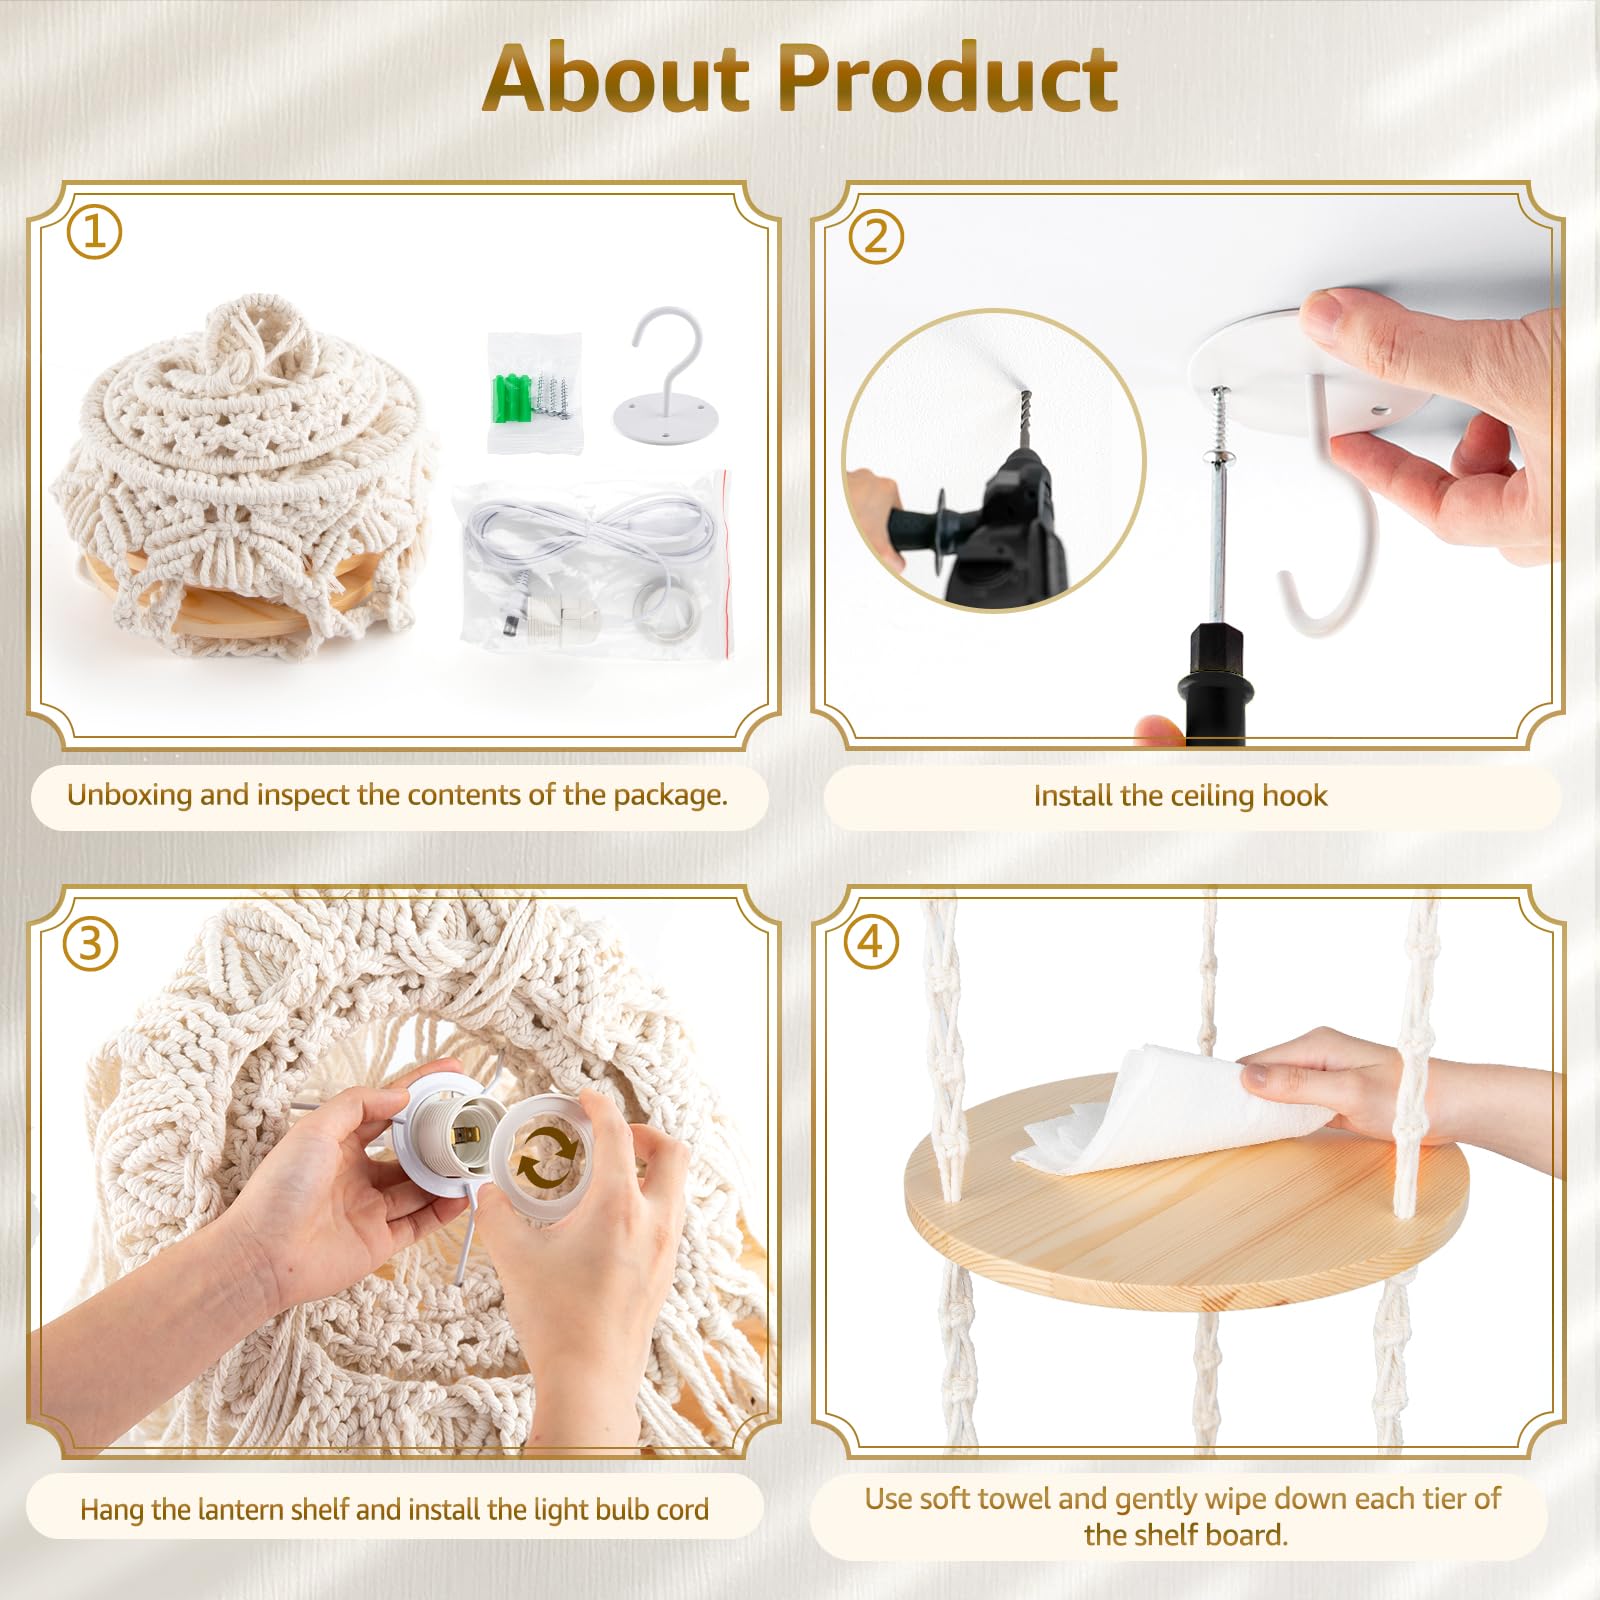 About Product
①
②
Unboxing and inspect the contents of the package.
Install the ceiling hook
③
④
Hang the lantern shelf and install the light bulb cord
Use soft towel and gently wipe down each tier of
the shelf board.